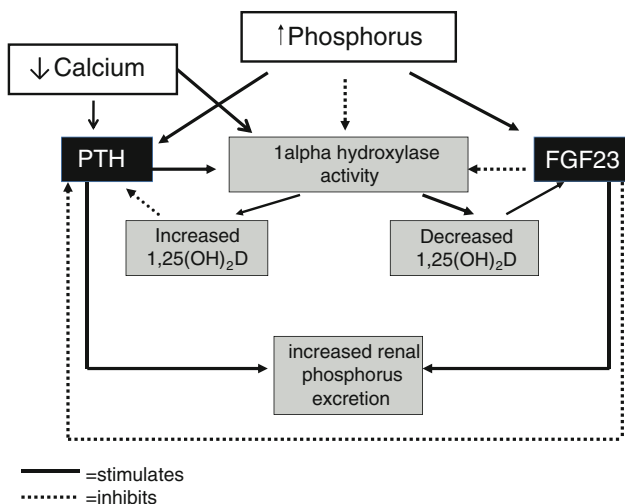 ↑Phosphorus
↓ Calcium
PTH
1alpha hydroxylase
activity
FGF23
Increased
1,25(OH)₂D
Decreased
1,25(OH)₂D
increased renal
phosphorus
excretion
=stimulates
=inhibits